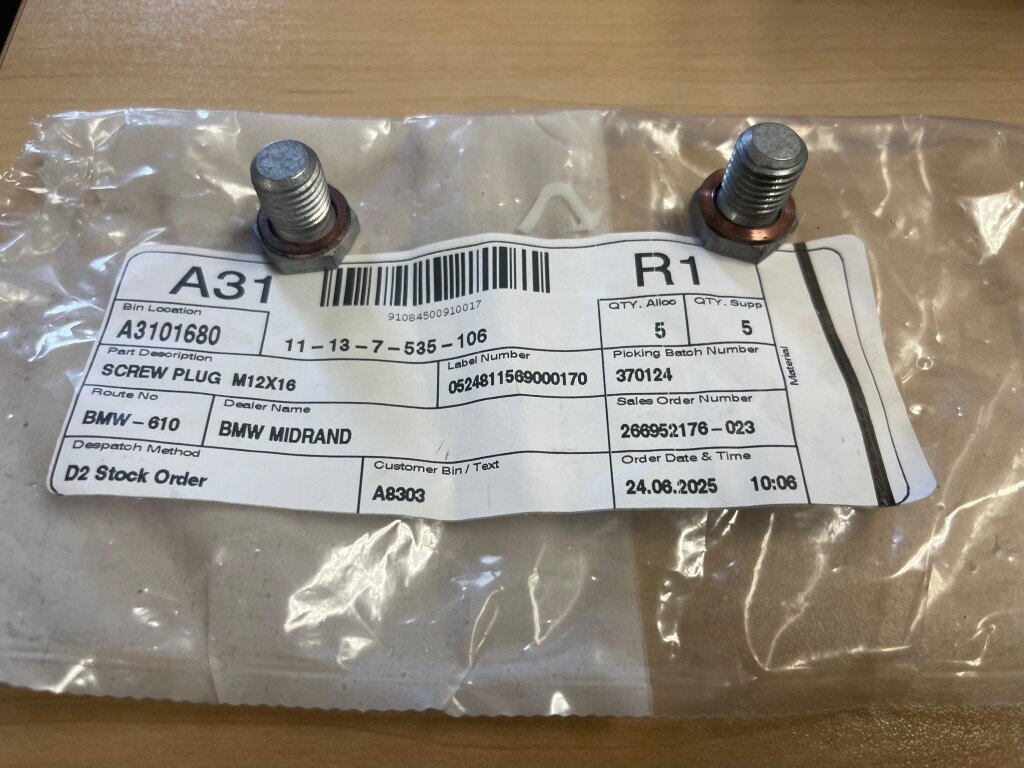 A31
R1
91084500910017
Bin Location
A3101680
11-13-7-535-106
QTY. Alloc
5
QTY. Supp
5
Part Description
SCREW PLUG M12X16
Label Number
0524811569000170
Picking Batch Number
370124
Material
Route No
BMW-610
Dealer Name
BMW MIDRAND
Sales Order Number
266952176-023
Despatch Method
D2 Stock Order
Customer Bin / Text
A8303
Order Date & Time
24.06.2025 10:06